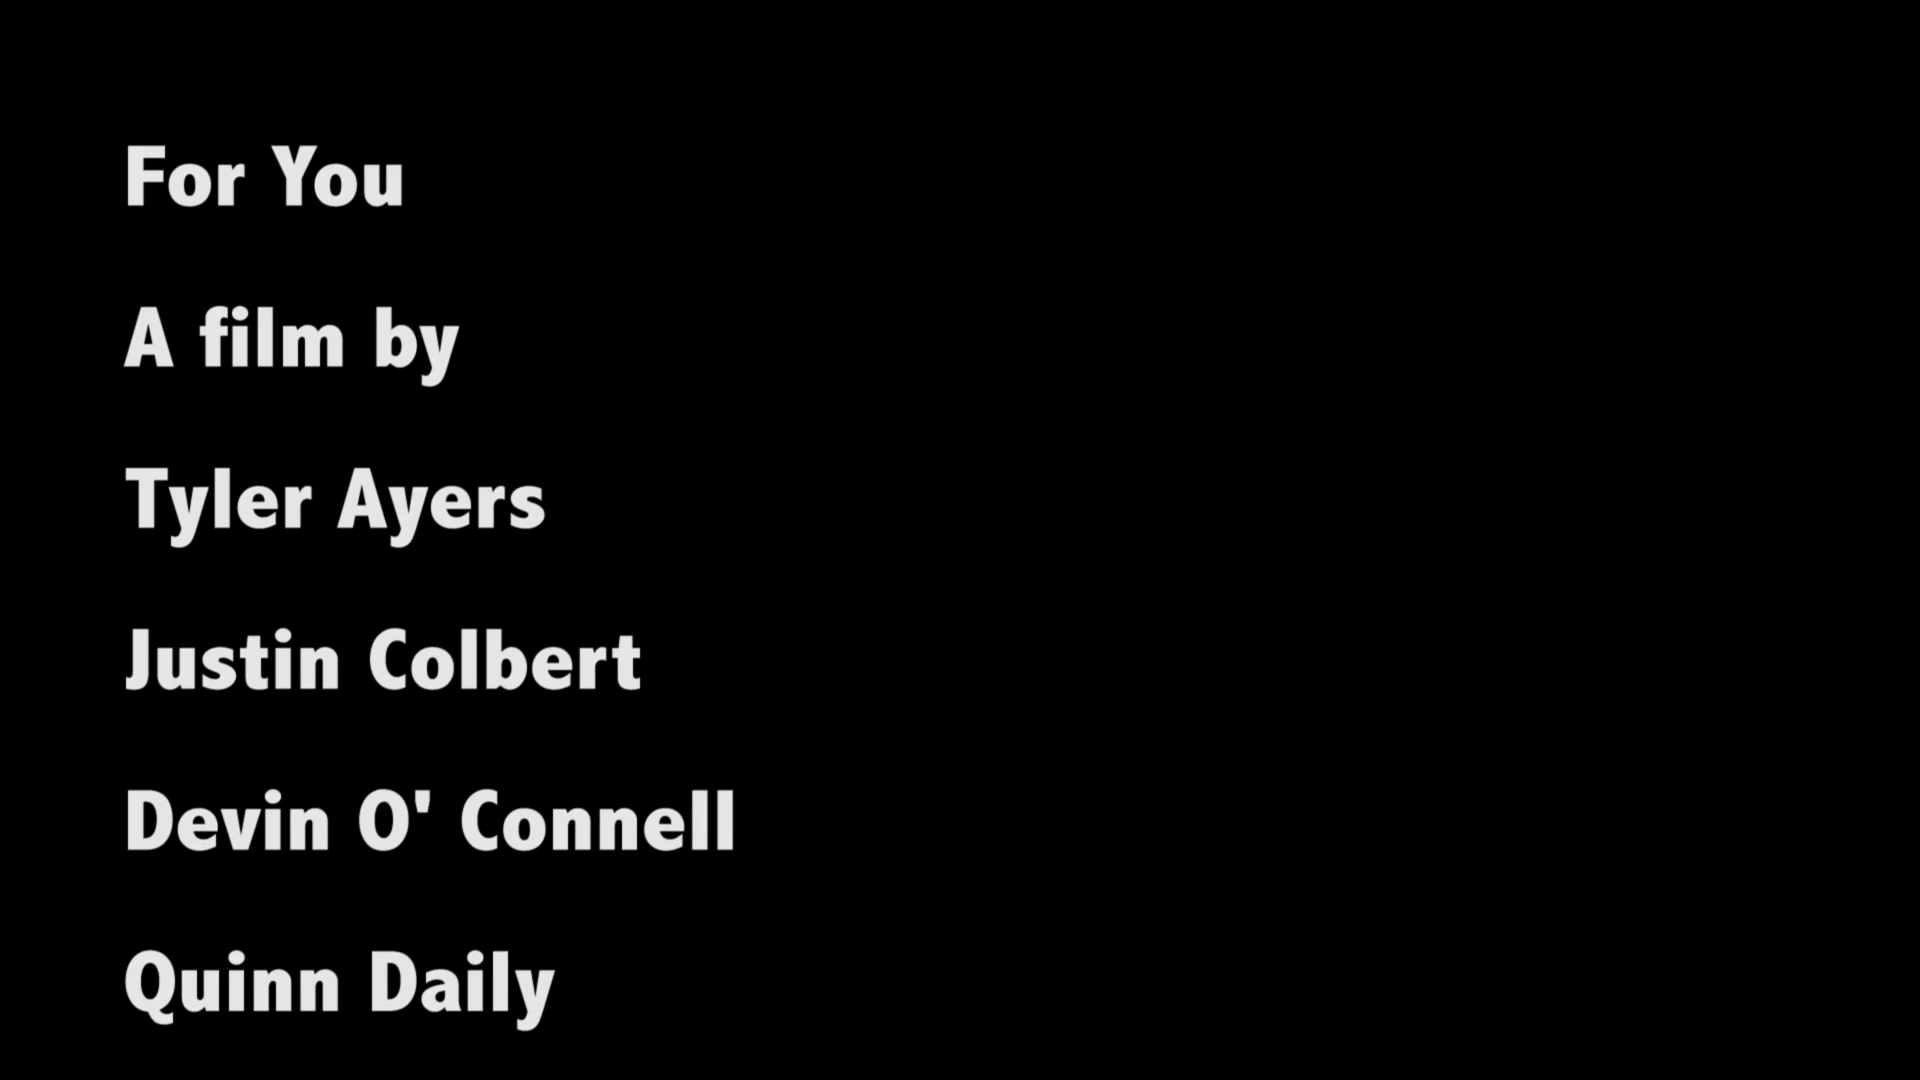 For You
A film by
Tyler Ayers
Justin Colbert
Devin O' Connell
Quinn Daily